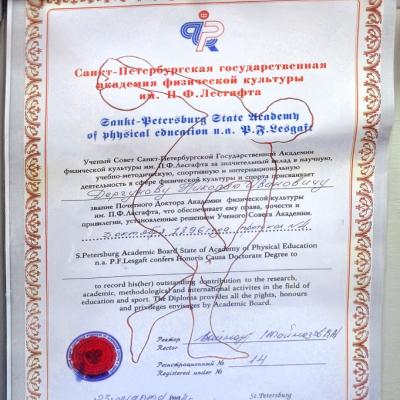 Санкт-Петербургская государственная
академия физической культуры
им. П.Ф.Лесгафта
Sankt-Petersburg State Academy
of physical education n.a. P.F.Lesgaft
Ученый Совет Санкт-Петербургской Государственной Академии
физической культуры им. П.Ф.Лесгафта за значительный вклад в научную,
учебно-методическую, спортивную и интернациональную
деятельность в сфере физической культуры и спорта присваивает
Николаю Ивановичу
звание Почетного Доктора Академии физической культуры
им. П.Ф.Лесгафта, что обеспечивает ему права, почести и
привилегии, установленные решением Ученого Совета Академии.
S.Petersburg Academic Board State of Academy of Physical Education
n.a. P.F.Lesgaft confers Honoris Causa Doctorate Degree to
to record his(her) outstanding contribution to the research,
academic, methodological and international activites in the field of
education and sport. The Diploma provides all the rights, honours
and priveleges envisages by Academic Board.
Ректор
Rector
Регистрационный № 14
Registered under №
St.Petersburg